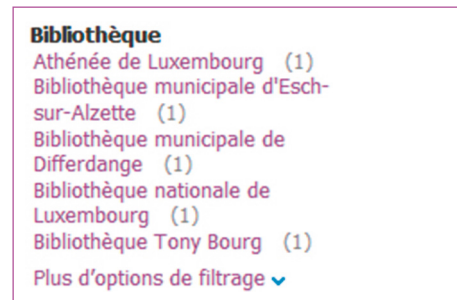 Bibliothèque
Athénée de Luxembourg (1)
Bibliothèque municipale d'Esch-
sur-Alzette (1)
Bibliothèque municipale de
Differdange (1)
Bibliothèque nationale de
Luxembourg (1)
Bibliothèque Tony Bourg (1)
Plus d’options de filtrage